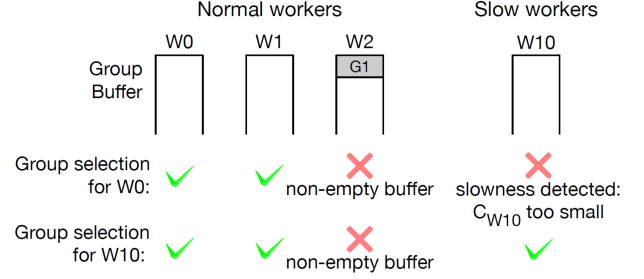 Normal workers
Slow workers
W0
W1
W2
W10
Group
Buffer
G1
Group selection
for W0:
non-empty buffer
slowness detected:
C_W10 too small
Group selection
for W10:
non-empty buffer